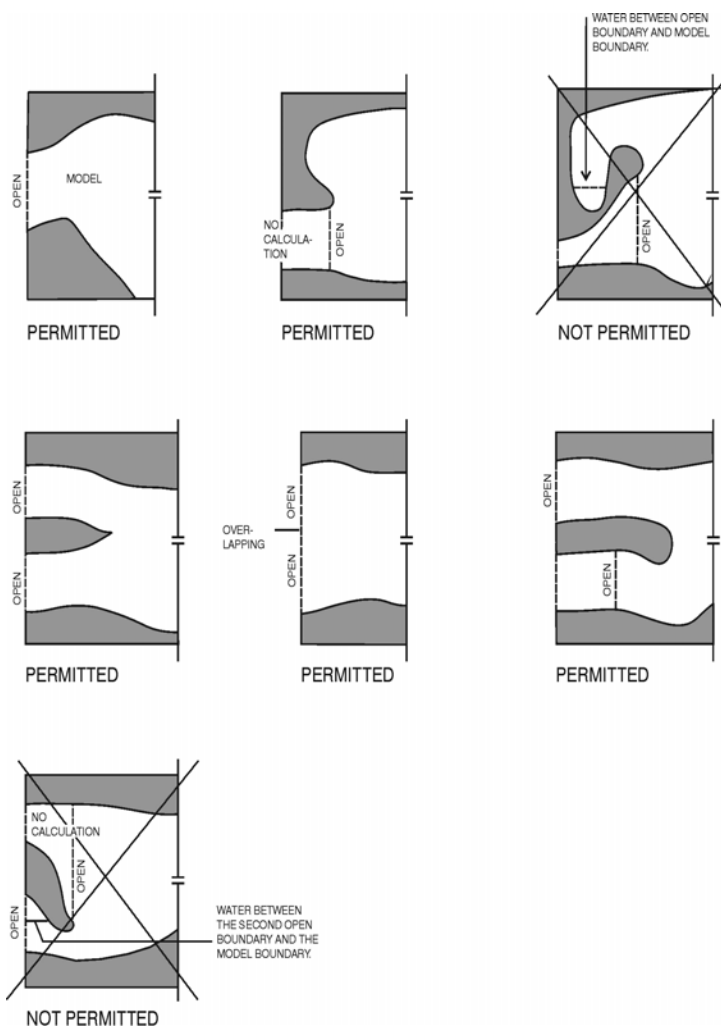 WATER BETWEEN OPEN
BOUNDARY AND MODEL
BOUNDARY.
OPEN
MODEL
NO
CALCULA-
TION
OPEN
OPEN
PERMITTED
PERMITTED
NOT PERMITTED
OPEN
OPEN
OVER-
LAPPING
OPEN
OPEN
OPEN
OPEN
PERMITTED
PERMITTED
PERMITTED
NO
CALCULATION
OPEN
OPEN
WATER BETWEEN
THE SECOND OPEN
BOUNDARY AND THE
MODEL BOUNDARY.
NOT PERMITTED